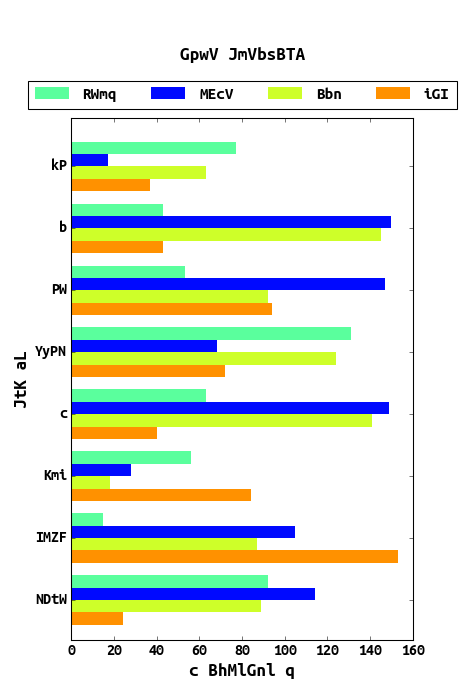 GpwV JmVbsBTA
RWmq MEcV Bbn iGI
kP
b
PW
YyPN
c
Kmi
IMZF
NDtW
JtK aL
0 20 40 60 80 100 120 140 160
c BhMlGnl q